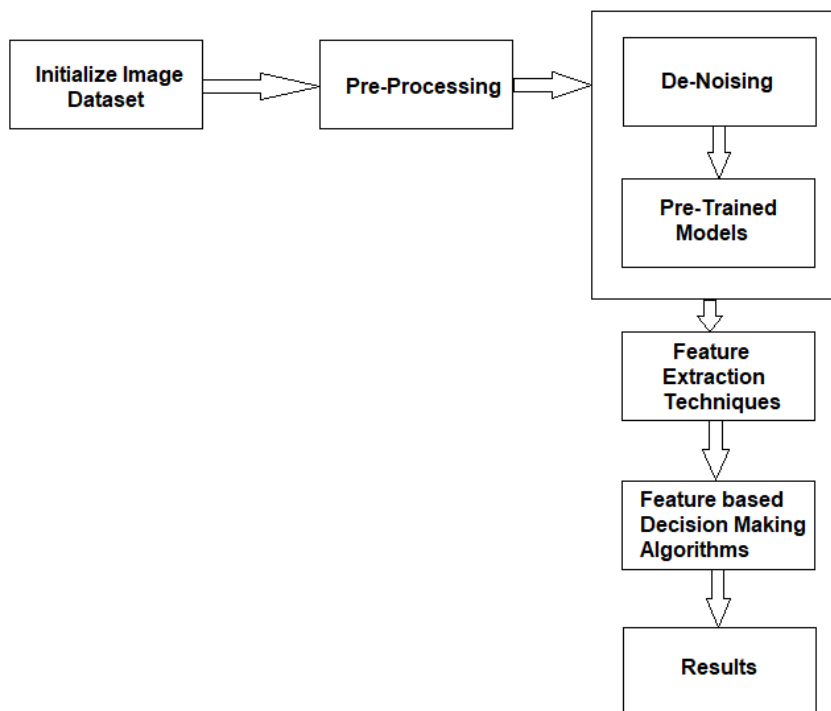 Initialize Image
Dataset
Pre-Processing
De-Noising
Pre-Trained
Models
Feature
Extraction
Techniques
Feature based
Decision Making
Algorithms
Results